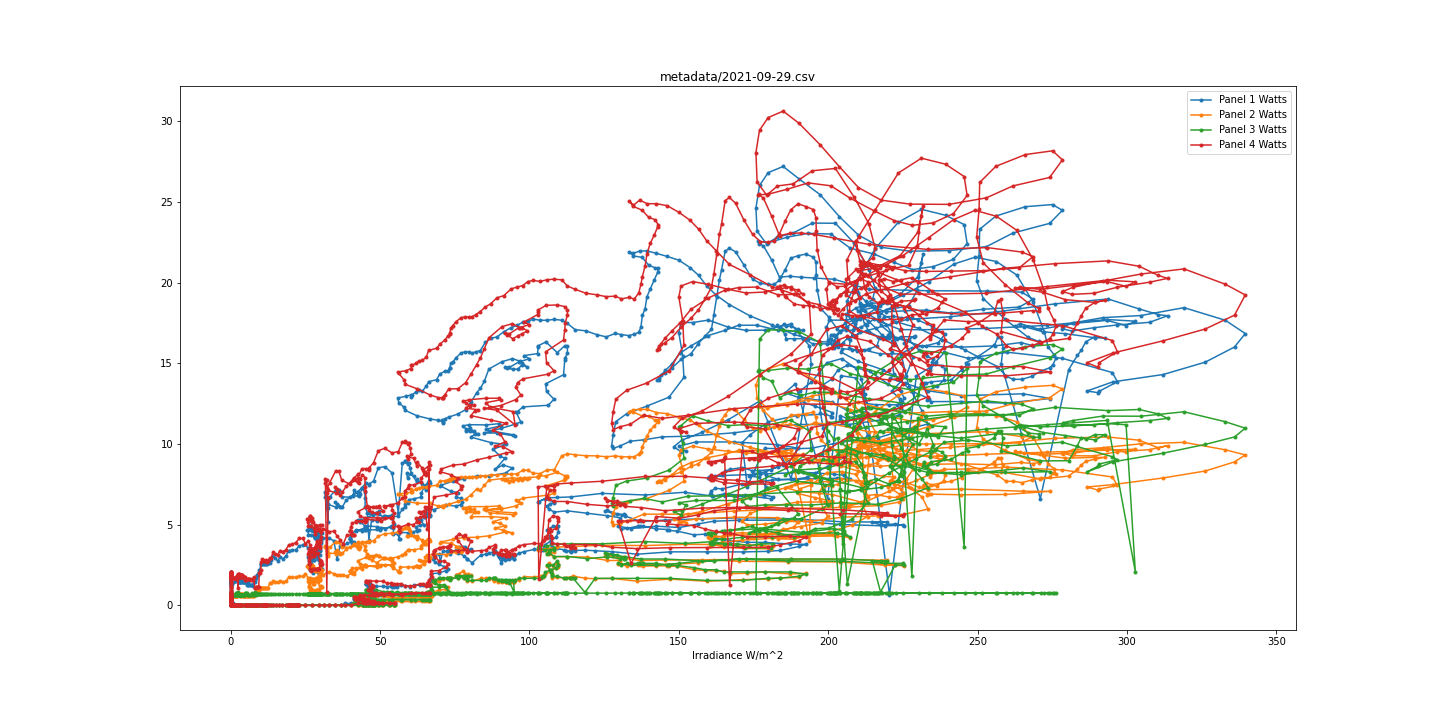 metadata/2021-09-29.csv
Panel 1 Watts
Panel 2 Watts
Panel 3 Watts
Panel 4 Watts
30
25
20
15
10
5
0
0 50 100 150 200 250 300 350
Irradiance W/m^2